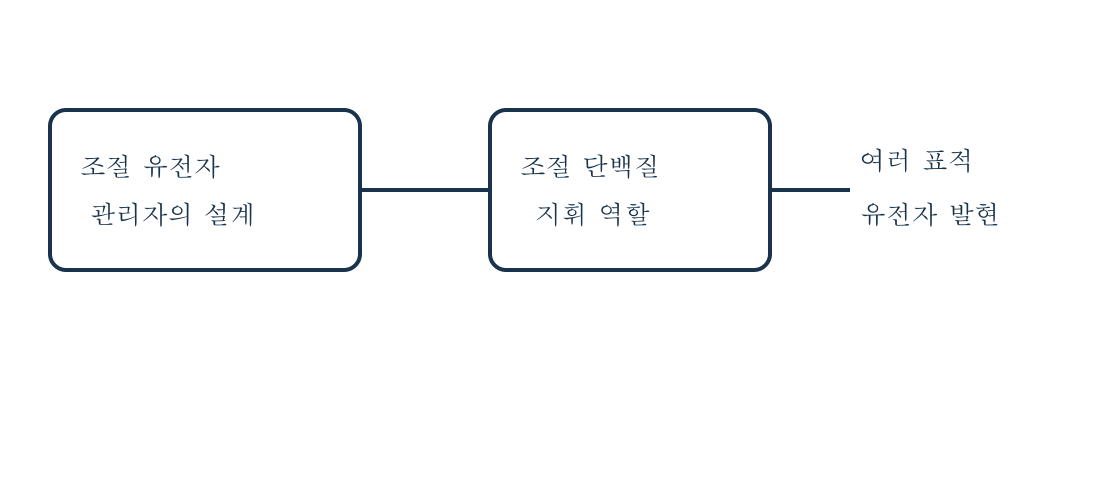 조절 유전자
관리자의 설계
조절 단백질
지휘 역할
여러 표적
유전자 발현